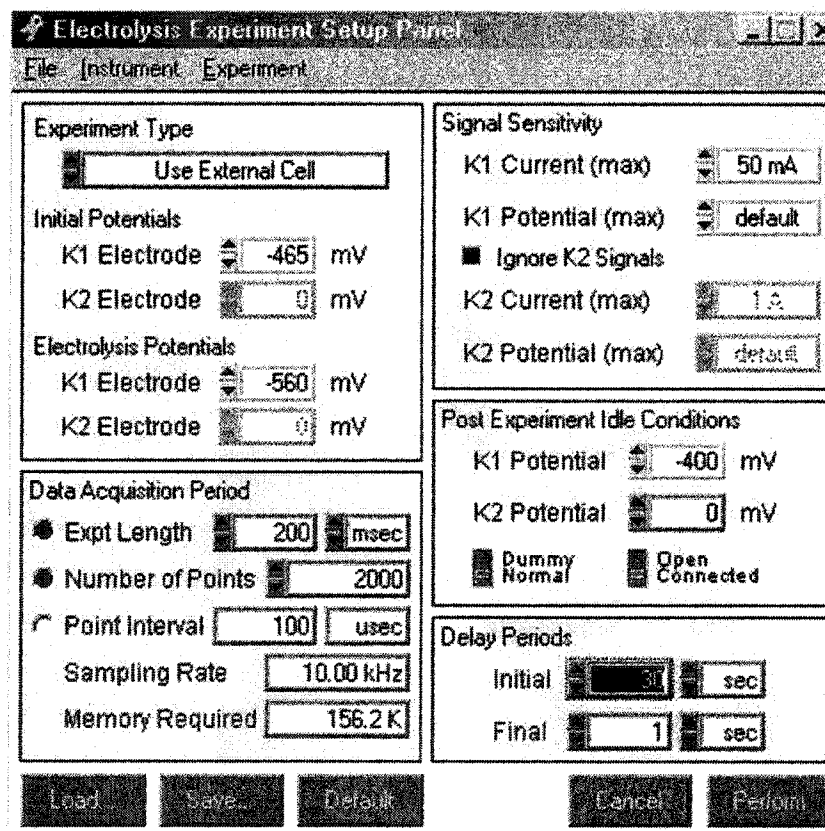 Electrolysis Experiment Setup Panel
File Instrument Experiment
Experiment Type
Use External Cell
Initial Potentials
K1 Electrode -465 mV
K2 Electrode 0 mV
Electrolysis Potentials
K1 Electrode -560 mV
K2 Electrode 0 mV
Data Acquisition Period
Expt Length 200 msec
Number of Points 2000
Point Interval 100 usec
Sampling Rate 10.00 kHz
Memory Required 156.2 K
Signal Sensitivity
K1 Current (max) 50 mA
K1 Potential (max) default
Ignore K2 Signals
K2 Current (max) 1 A
K2 Potential (max) default
Post Experiment Idle Conditions
K1 Potential -400 mV
K2 Potential 0 mV
Dummy Open
Normal Connected
Delay Periods
Initial sec
Final 1 sec
Load... Save... Default Cancel Perform